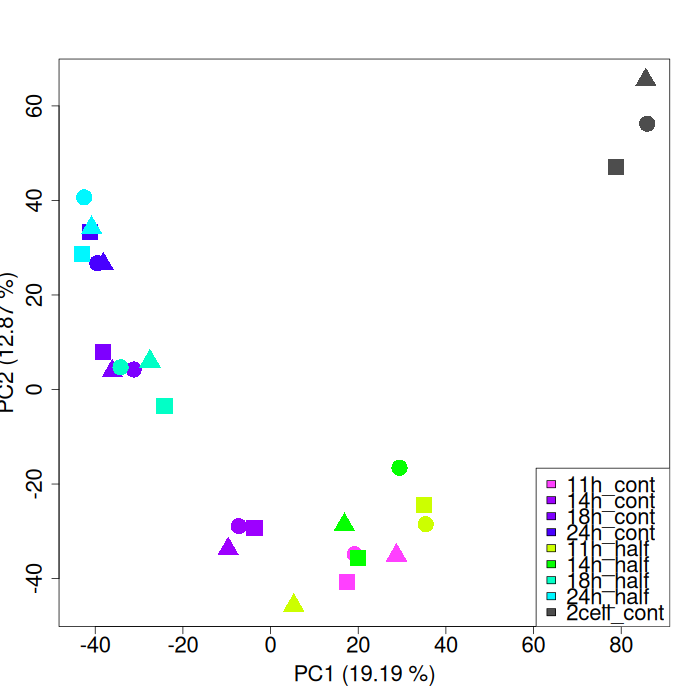 60
40
20
0
-20
-40
PC2 (12.87 %)
-40
-20
0
20
40
60
80
PC1 (19.19 %)
11h_cont
14h_cont
18h_cont
24h_cont
11h_half
14h_half
18h_half
24h_half
2cell_cont